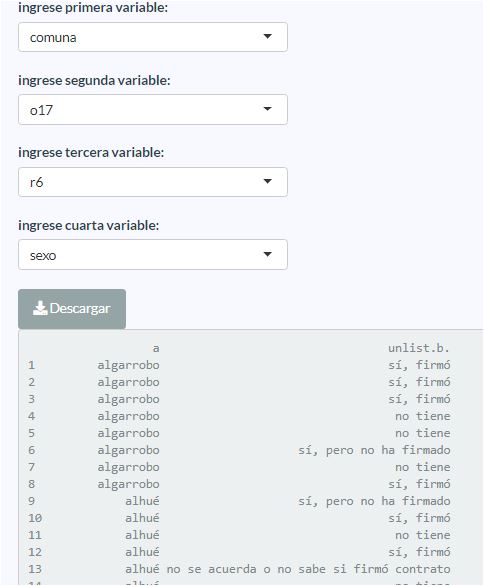 ingrese primera variable:
comuna
ingrese segunda variable:
o17
ingrese tercera variable:
r6
ingrese cuarta variable:
sexo
Descargar
a unlist.b.
1 algarrobo sí, firmó
2 algarrobo sí, firmó
3 algarrobo sí, firmó
4 algarrobo no tiene
5 algarrobo no tiene
6 algarrobo sí, pero no ha firmado
7 algarrobo no tiene
8 algarrobo sí, firmó
9 alhué sí, pero no ha firmado
10 alhué sí, firmó
11 alhué no tiene
12 alhué sí, firmó
13 alhué no se acuerda o no sabe si firmó contrato
14 alhué no tiene